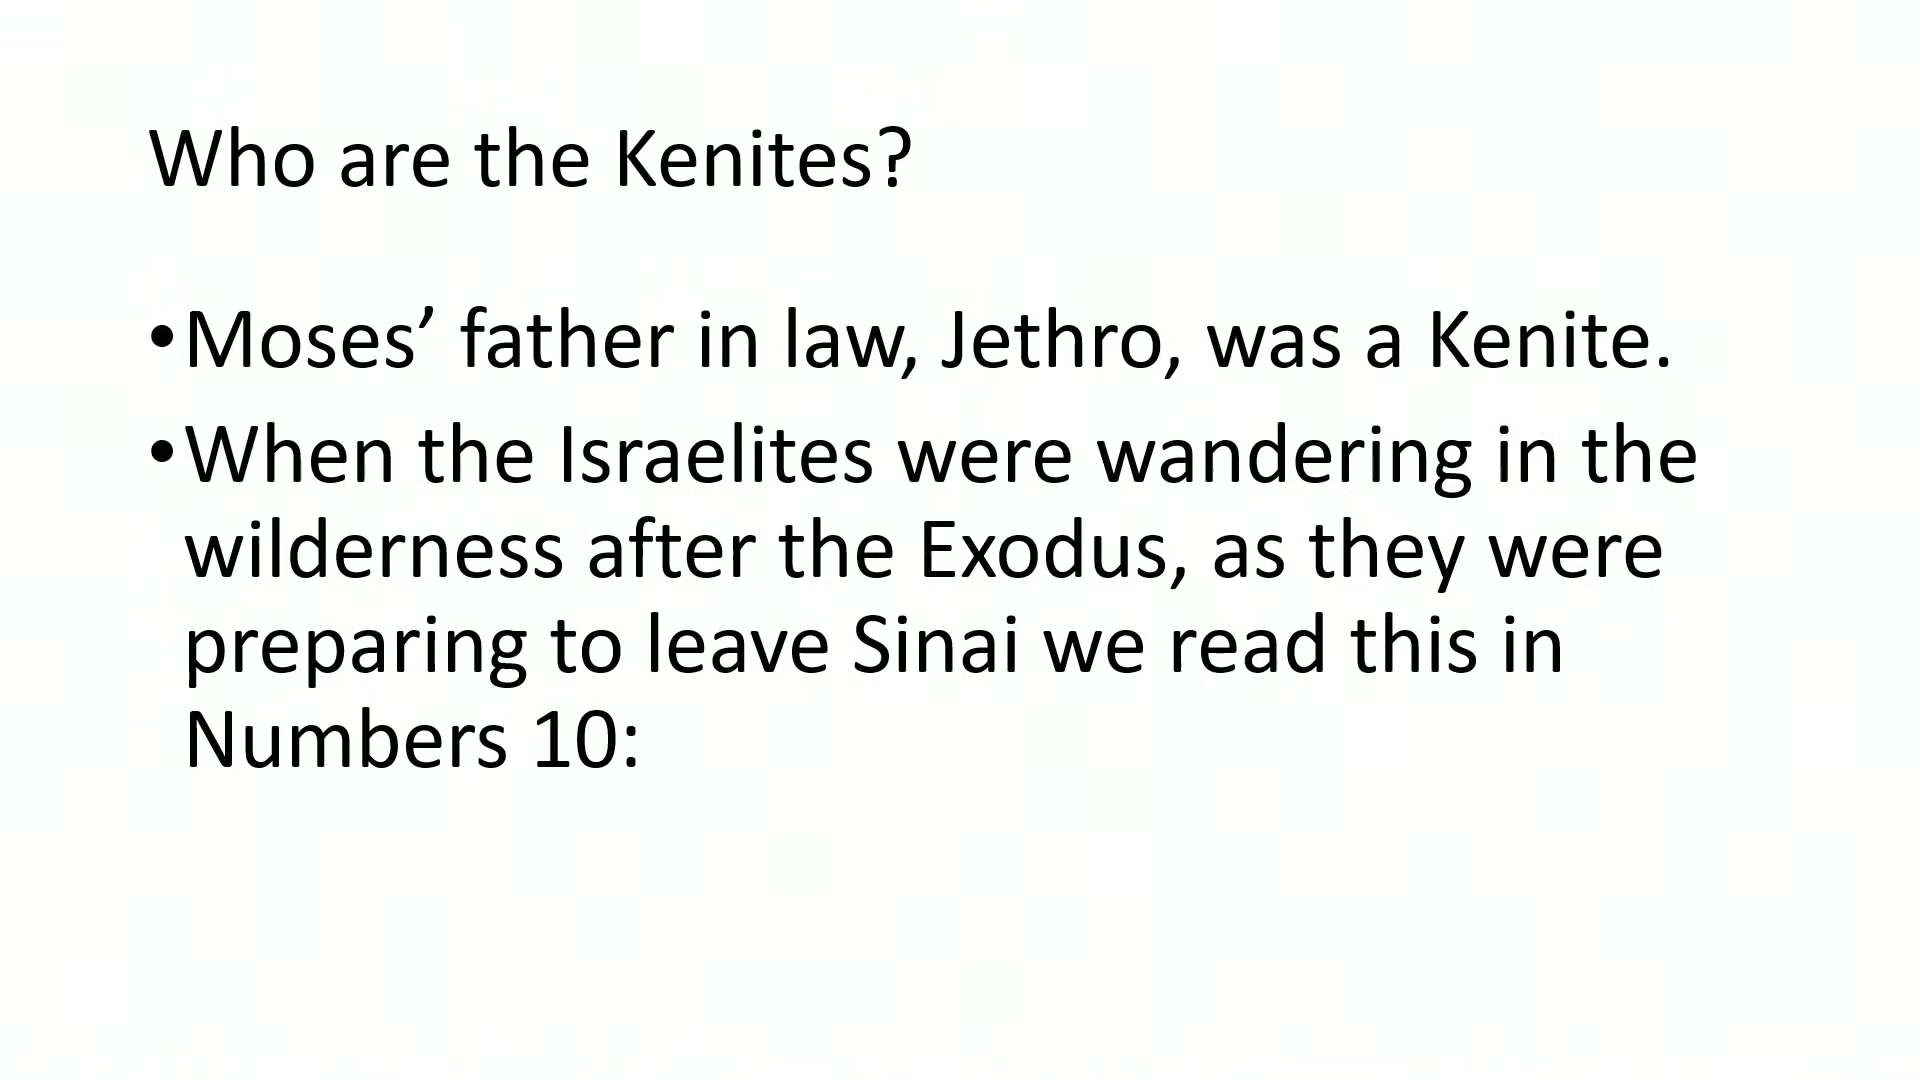 Who are the Kenites?
•Moses’ father in law, Jethro, was a Kenite.
•When the Israelites were wandering in the
wilderness after the Exodus, as they were
preparing to leave Sinai we read this in
Numbers 10: